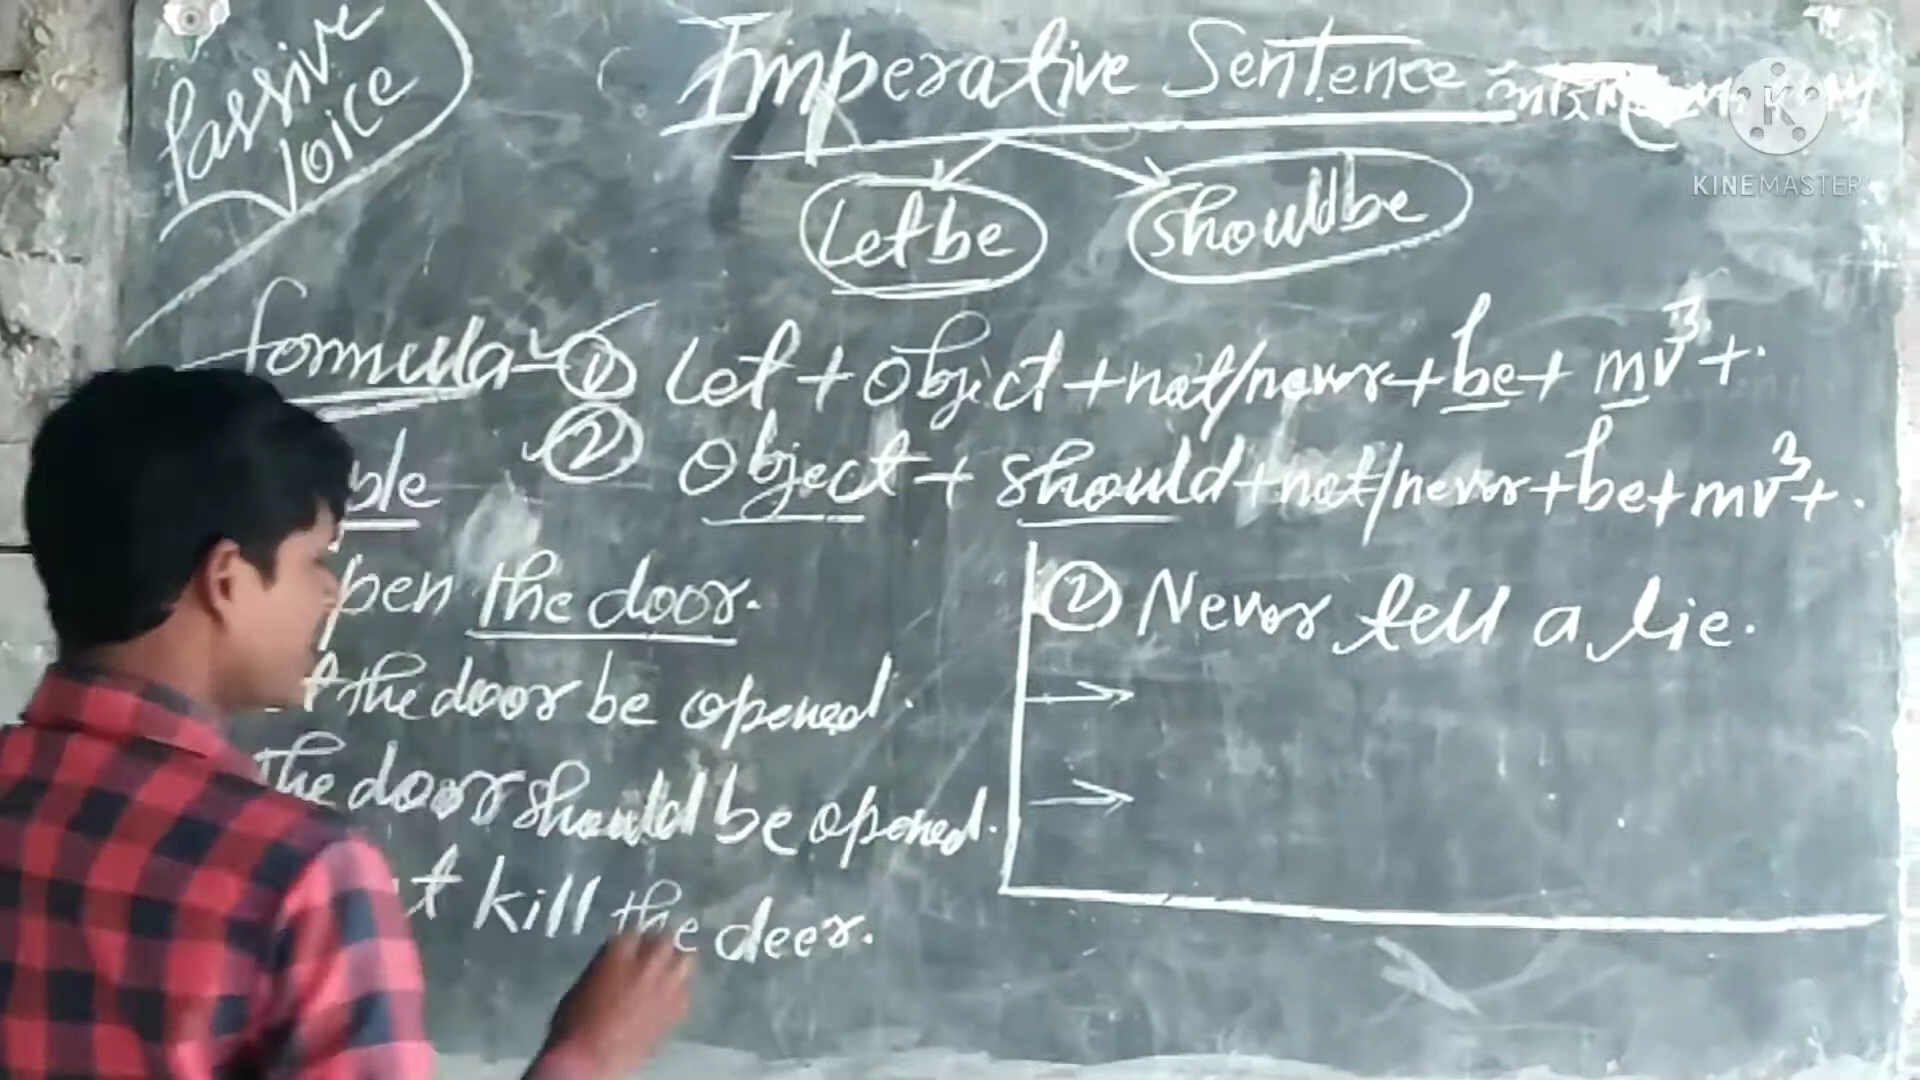 Passive
Voice
Imperative Sentence
Let be
Should be
KINEMASTER
formula - ① Let + Object + not/never + be + mv³ + .
② Object + should + not/never + be + mv³ + .
ble
pen the door.
t the door be opened.
The door should be opened.
t kill the deer.
② Never tell a lie.